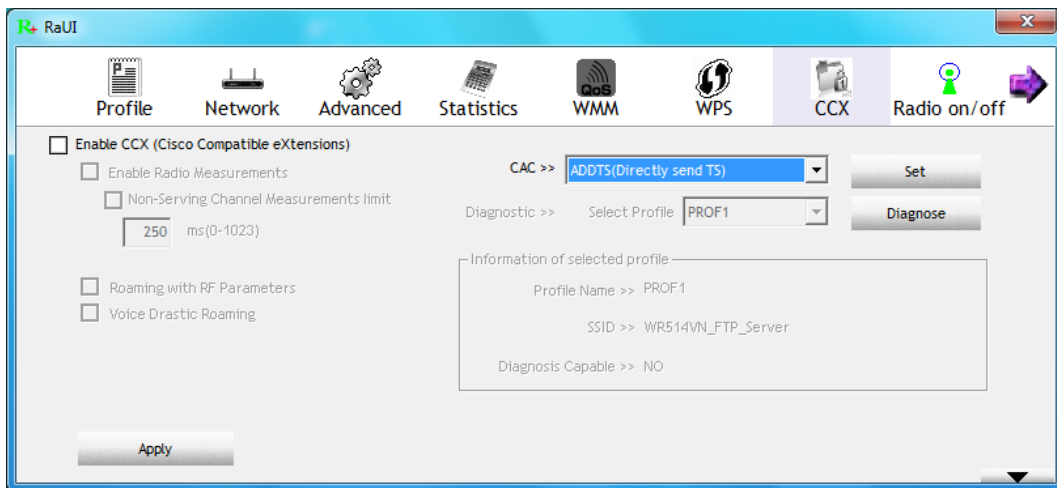 R+ RaUI
Profile Network Advanced Statistics QoS WMM WPS CCX Radio on/off
Enable CCX (Cisco Compatible eXtensions)
Enable Radio Measurements
Non-Serving Channel Measurements limit
250 ms(0-1023)
Roaming with RF Parameters
Voice Drastic Roaming
CAC >> ADDTS(Directly send TS) Set
Diagnostic >> Select Profile PROF1 Diagnose
Information of selected profile
Profile Name >> PROF1
SSID >> WR514VN_FTP_Server
Diagnosis Capable >> NO
Apply